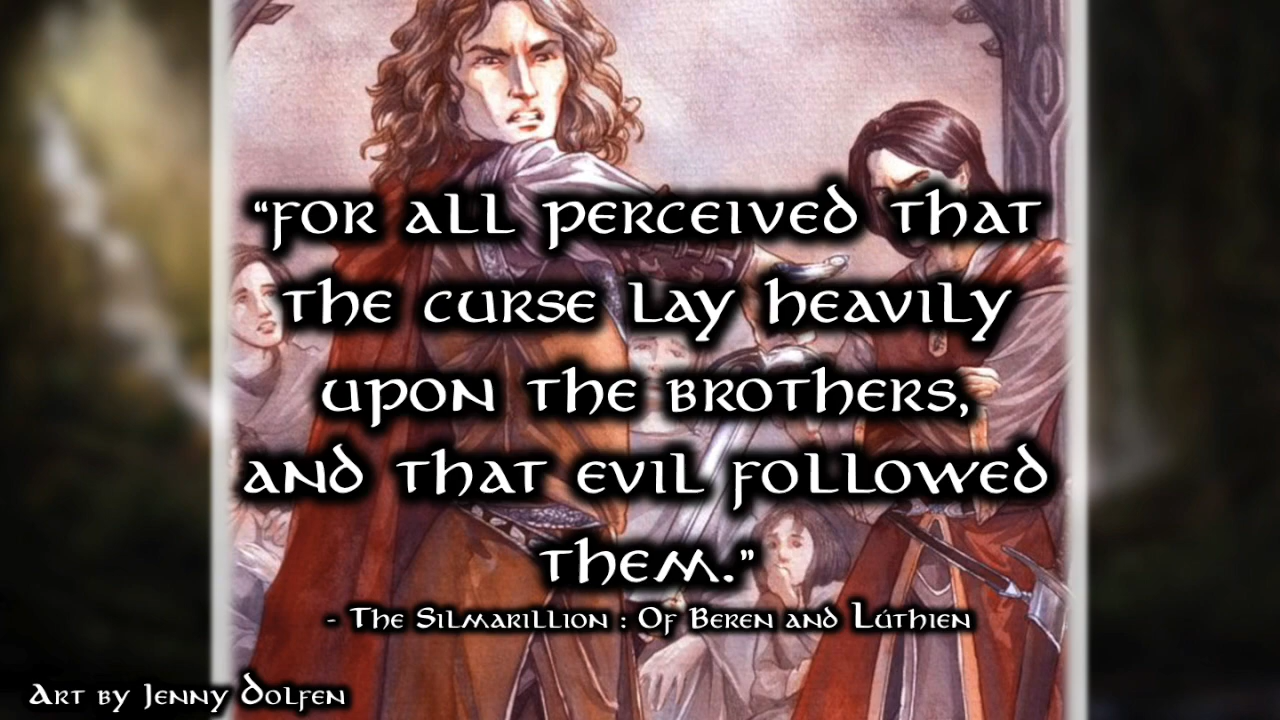 “For all perceived that
the curse lay heavily
upon the brothers,
and that evil followed
them.”
- The Silmarillion : Of Beren and Lúthien
Art by Jenny Dolfen